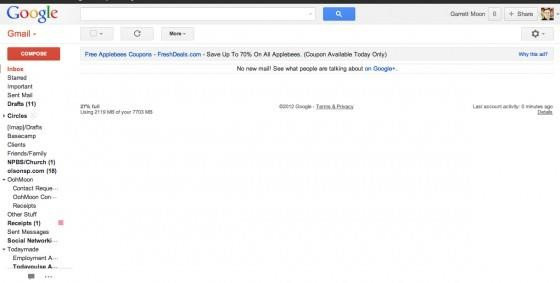 Google
Garrett Moon 0 + Share
Gmail
More
COMPOSE
Free Applebees Coupons - FreshDeals.com - Save Up To 70% On All Applebees. (Coupon Available Today Only) Why this ad?
No new mail! See what people are talking about on Google+.
Inbox
Starred
Important
Sent Mail
Drafts (11)
Circles
[Imap]/Drafts
Basecamp
Clients
Friends/Family
NPBS/Church (1)
olsonsp.com (18)
OohMoon
Contact Reque...
OohMoon Con...
Receipts
Other Stuff
Receipts (1)
Sent Messages
Social Networki...
Todaymade
Employment A...
Todaypulse A...
27% full
Using 2119 MB of your 7703 MB
©2012 Google - Terms & Privacy
Last account activity: 0 minutes ago
Details